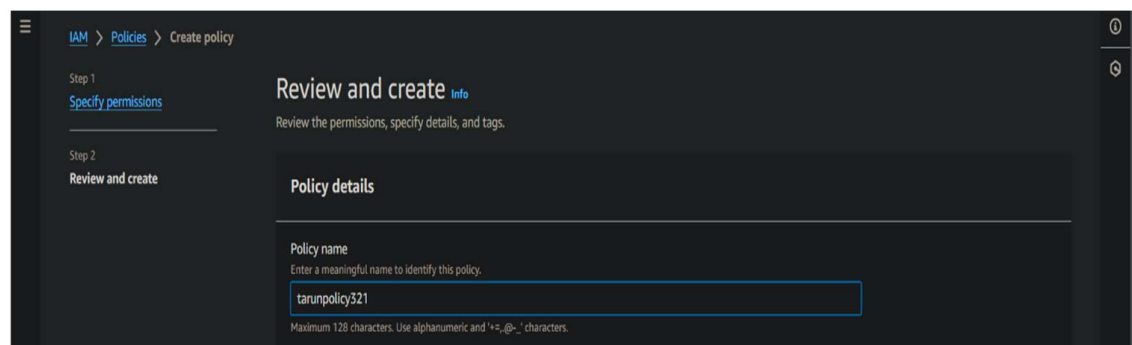 IAM > Policies > Create policy
Step 1
Specify permissions
Step 2
Review and create
Review and create Info
Review the permissions, specify details, and tags.
Policy details
Policy name
Enter a meaningful name to identify this policy.
tarunpolicy321
Maximum 128 characters. Use alphanumeric and '+=,.@-_' characters.